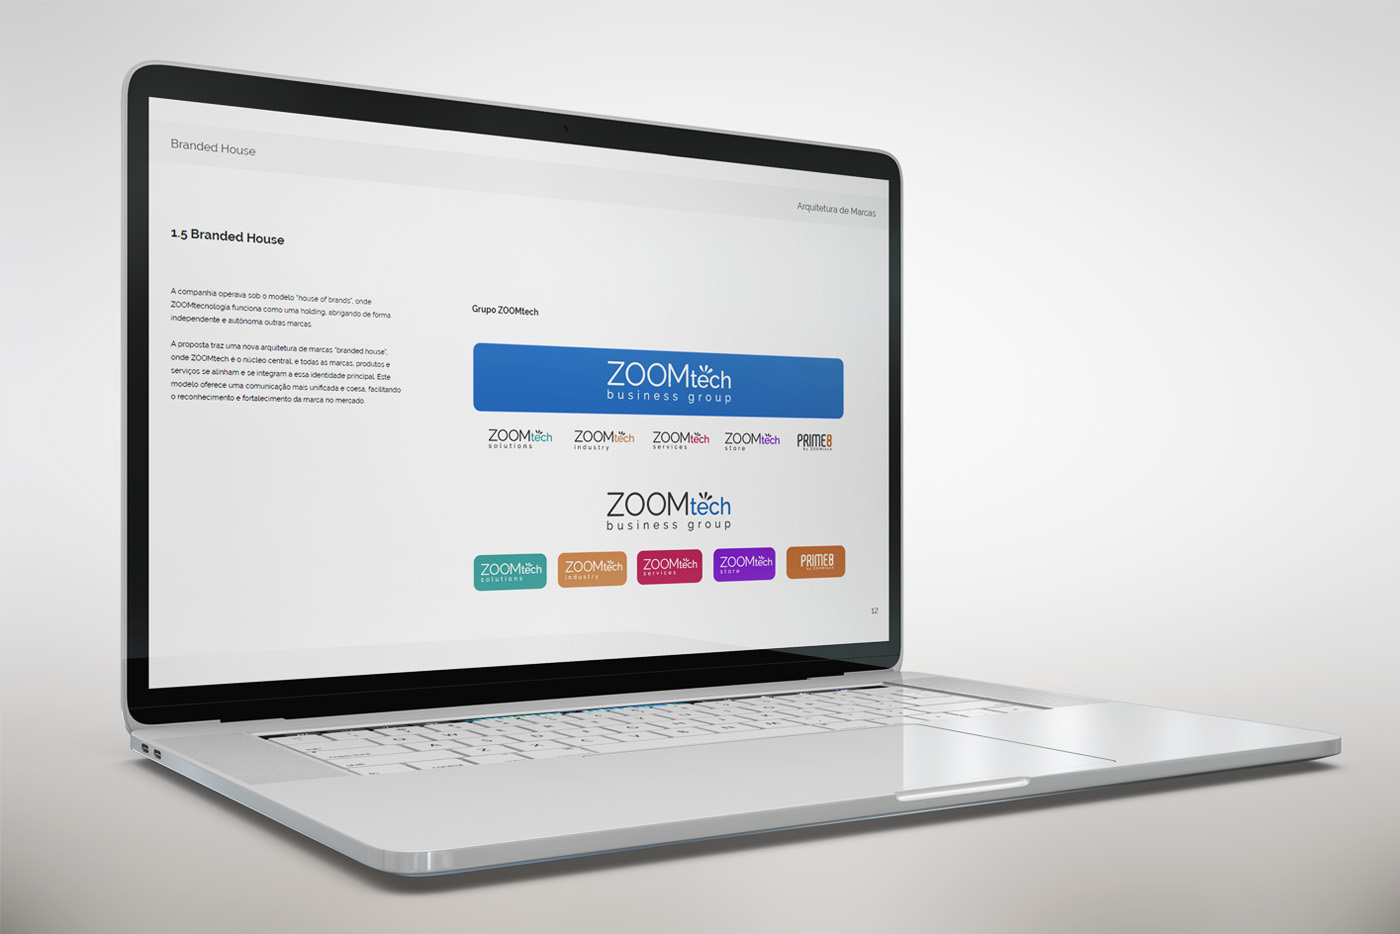 Branded House
Arquitetura de Marcas
1.5 Branded House
A companhia operava sob o modelo "house of brands", onde
ZOOMtecnologia funciona como uma holding, abrigando de forma
independente e autônoma outras marcas.
A proposta traz uma nova arquitetura de marcas "branded house",
onde ZOOMtech é o núcleo central, e todas as marcas, produtos e
serviços se alinham e se integram a essa identidade principal. Este
modelo oferece uma comunicação mais unificada e coesa, facilitando
o reconhecimento e fortalecimento da marca no mercado.
Grupo ZOOMtech
ZOOMtech
business group
ZOOMtech
solutions
ZOOMtech
industry
ZOOMtech
services
ZOOMtech
store
PRIME8
by ZOOMtech
ZOOMtech
business group
ZOOMtech
solutions
ZOOMtech
industry
ZOOMtech
services
ZOOMtech
store
PRIME8
by ZOOMtech
12